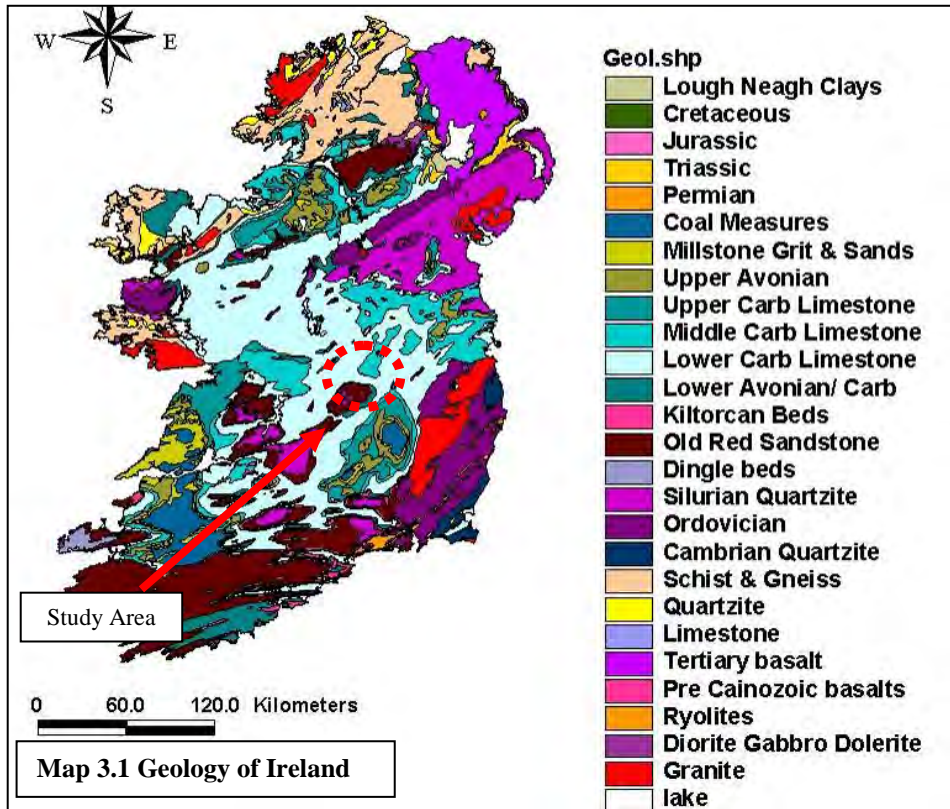 W E
S
Geol.shp
Lough Neagh Clays
Cretaceous
Jurassic
Triassic
Permian
Coal Measures
Millstone Grit & Sands
Upper Avonian
Upper Carb Limestone
Middle Carb Limestone
Lower Carb Limestone
Lower Avonian/ Carb
Kiltorcan Beds
Old Red Sandstone
Dingle beds
Silurian Quartzite
Ordovician
Cambrian Quartzite
Schist & Gneiss
Quartzite
Limestone
Tertiary basalt
Pre Cainozoic basalts
Ryolites
Diorite Gabbro Dolerite
Granite
lake
Study Area
0 60.0 120.0 Kilometers
Map 3.1 Geology of Ireland